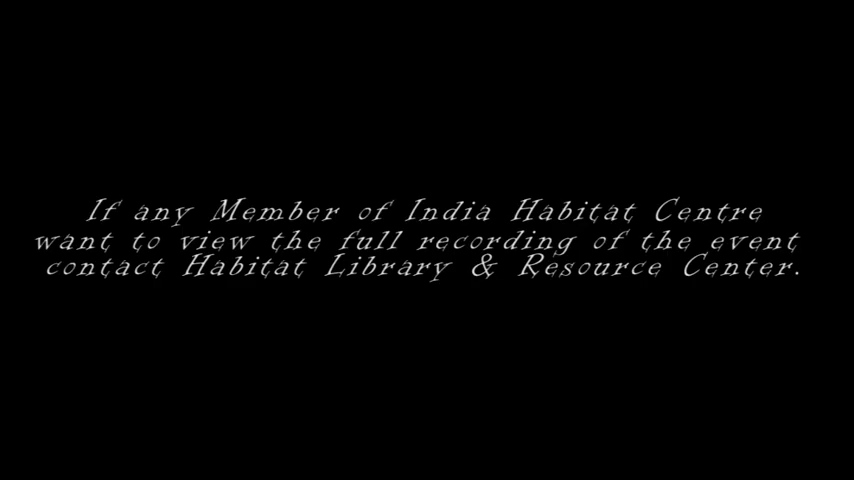 If any Member of India Habitat Centre
want to view the full recording of the event
contact Habitat Library & Resource Center.